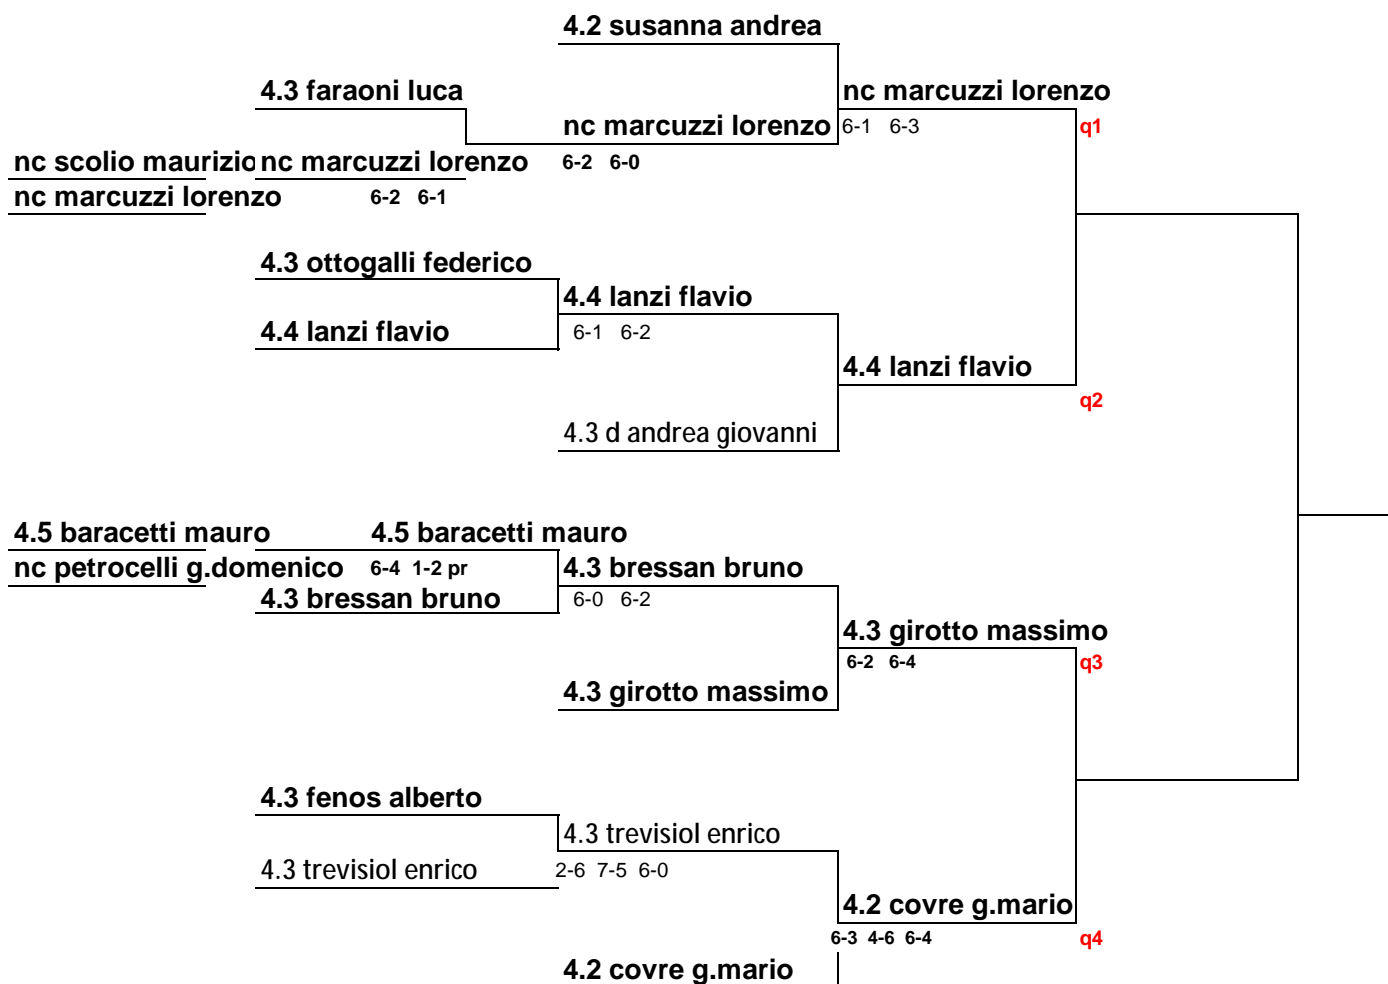 4.2 susanna andrea
4.3 faraoni luca
nc marcuzzi lorenzo
nc marcuzzi lorenzo
6-1 6-3
q1
nc scolio maurizio
nc marcuzzi lorenzo
6-2 6-0
nc marcuzzi lorenzo
6-2 6-1
4.3 ottogalli federico
4.4 lanzi flavio
4.4 lanzi flavio
6-1 6-2
4.4 lanzi flavio
q2
4.3 d andrea giovanni
4.5 baracetti mauro
4.5 baracetti mauro
nc petrocelli g.domenico
6-4 1-2 pr
4.3 bressan bruno
4.3 bressan bruno
6-0 6-2
4.3 girotto massimo
6-2 6-4
q3
4.3 girotto massimo
4.3 fenos alberto
4.3 trevisiol enrico
4.3 trevisiol enrico
2-6 7-5 6-0
4.2 covre g.mario
6-3 4-6 6-4
q4
4.2 covre g.mario